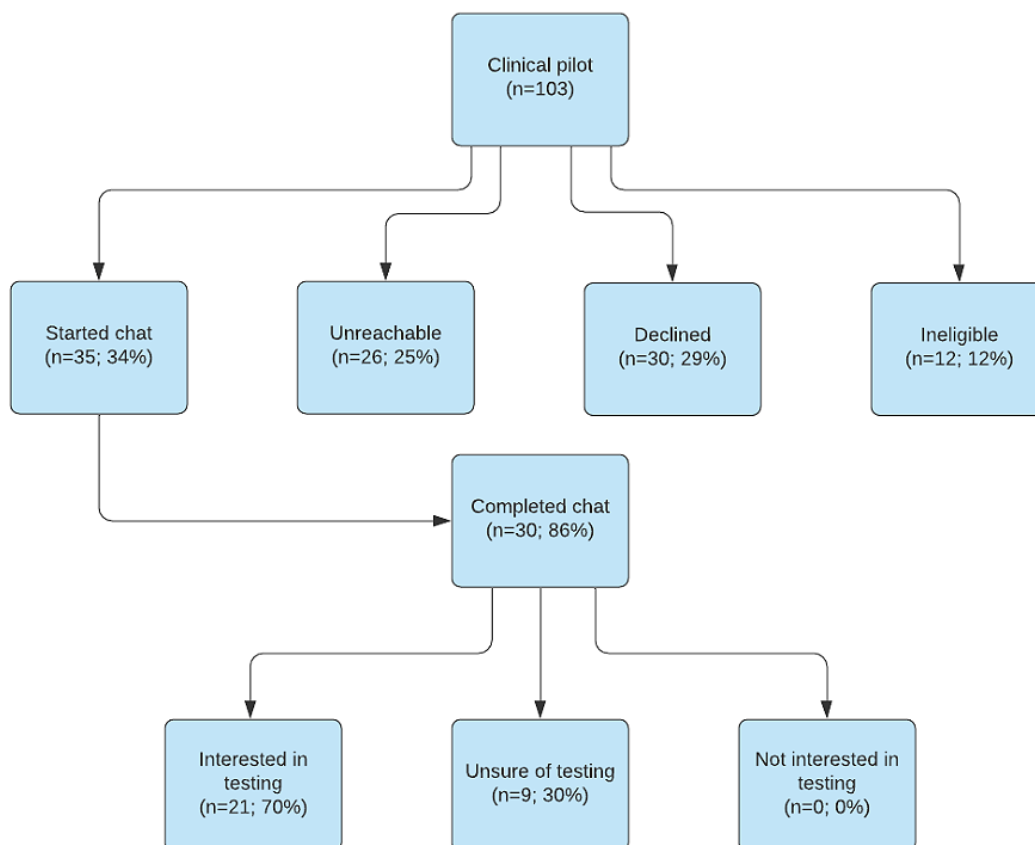 Clinical pilot
(n=103)
Started chat
(n=35; 34%)
Unreachable
(n=26; 25%)
Declined
(n=30; 29%)
Ineligible
(n=12; 12%)
Completed chat
(n=30; 86%)
Interested in
testing
(n=21; 70%)
Unsure of testing
(n=9; 30%)
Not interested in
testing
(n=0; 0%)